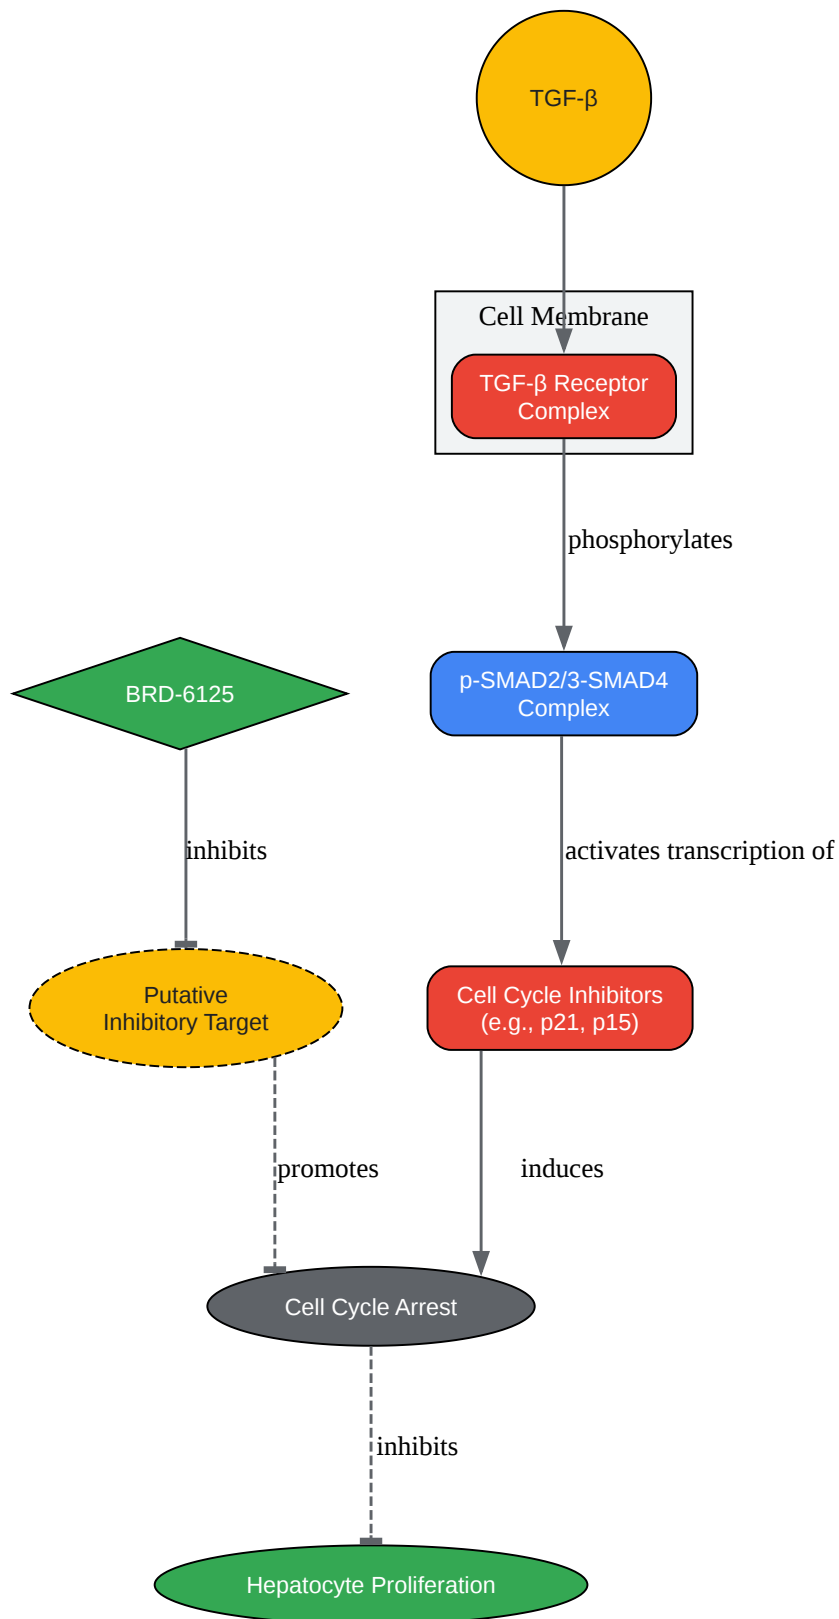 TGF-β
Cell Membrane
TGF-β Receptor
Complex
phosphorylates
BRD-6125
p-SMAD2/3-SMAD4
Complex
inhibits
activates transcription of
Putative
Inhibitory Target
Cell Cycle Inhibitors
(e.g., p21, p15)
promotes
induces
Cell Cycle Arrest
inhibits
Hepatocyte Proliferation